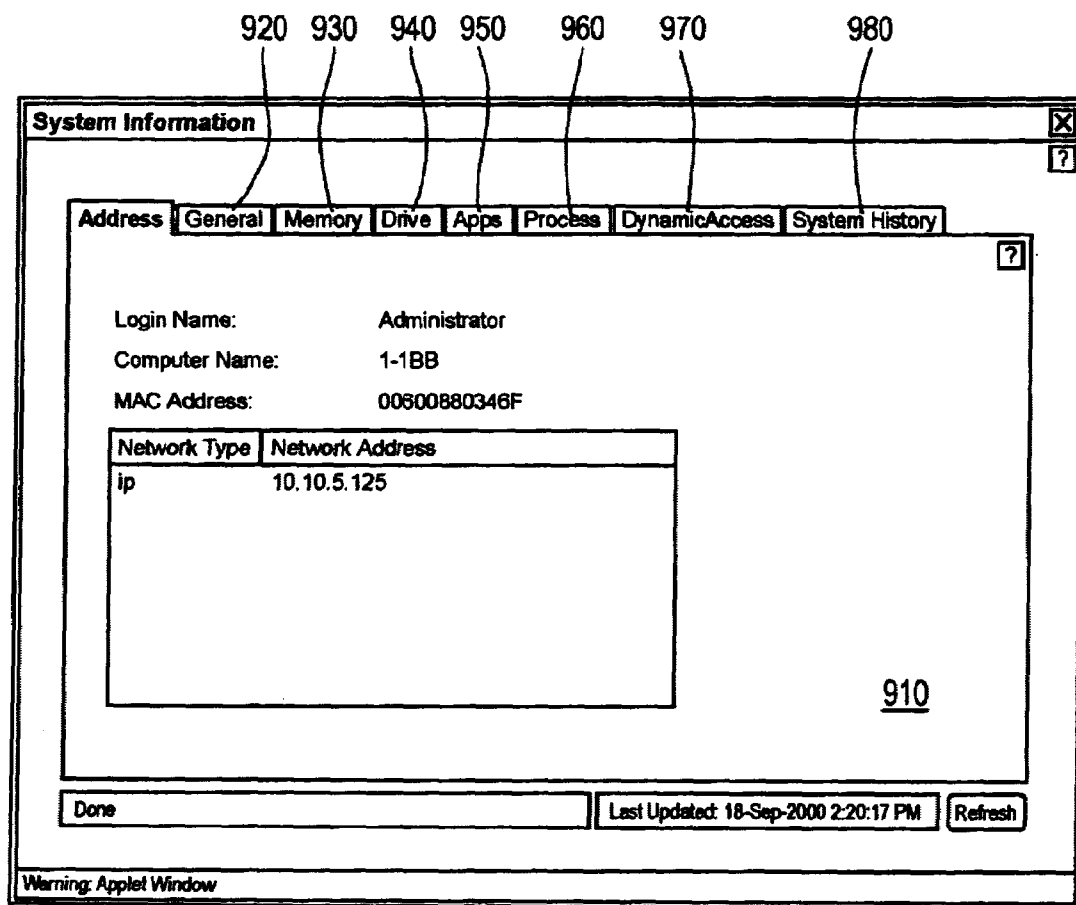 920 930 940 950 960 970 980
System Information X
?
Address General Memory Drive Apps Process DynamicAccess System History
?
Login Name: Administrator
Computer Name: 1-1BB
MAC Address: 00600880346F
Network Type Network Address
ip 10.10.5.125
910
Done Last Updated: 18-Sep-2000 2:20:17 PM Refresh
Warning: Applet Window